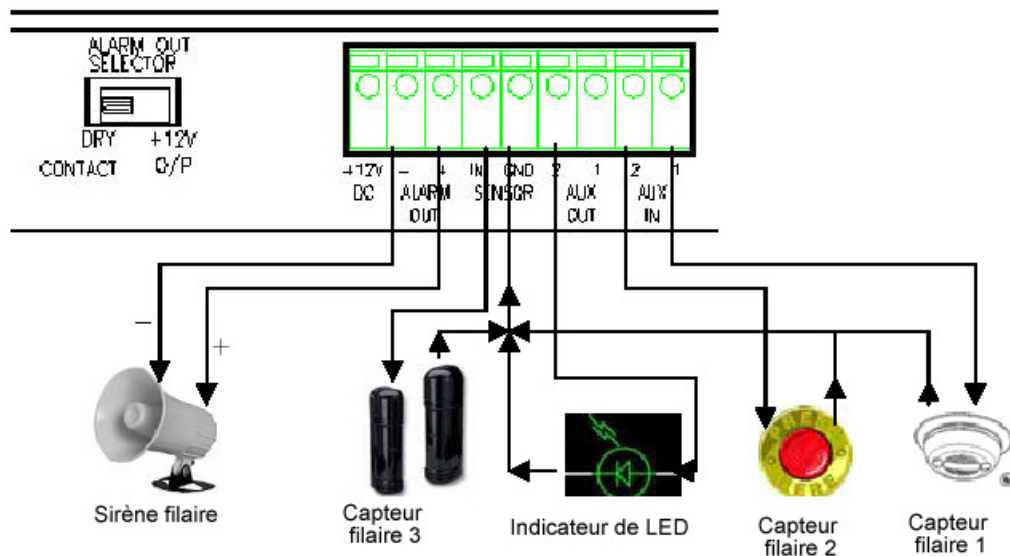 ALARM OUT
SELECTOR
DRY +12V
CONTACT O/P
+12V − + IN GND 2 1 2 1
DC ALARM SENSOR AUX AUX
OUT OUT IN
−
+
FIRE
Sirène filaire
Capteur
filaire 3
Indicateur de LED
Capteur
filaire 2
Capteur
filaire 1